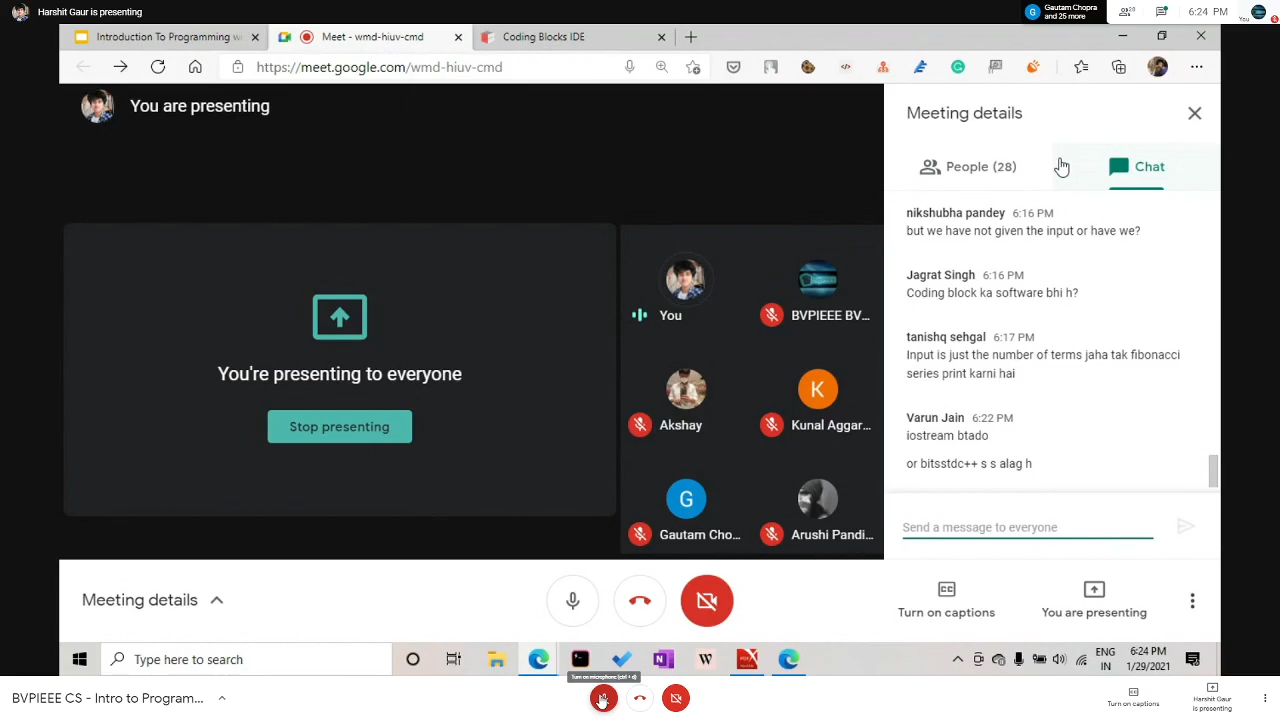 Harshit Gaur is presenting
Gautam Chopra
and 25 more
28
6:24 PM
You
Introduction To Programming w
Meet - wmd-hiuv-cmd
Coding Blocks IDE
https://meet.google.com/wmd-hiuv-cmd
You are presenting
Meeting details
People (28)
Chat
nikshubha pandey 6:16 PM
but we have not given the input or have we?
Jagrat Singh 6:16 PM
Coding block ka software bhi h?
tanishq sehgal 6:17 PM
Input is just the number of terms jaha tak fibonacci
series print karni hai
Varun Jain 6:22 PM
iostream btado
or bitsstdc++ s s alag h
You're presenting to everyone
Stop presenting
You
BVPIEEE BV...
Akshay
K
Kunal Aggar...
G
Gautam Cho...
Arushi Pandi...
Send a message to everyone
Meeting details
Turn on captions
You are presenting
Type here to search
ENG
IN
6:24 PM
1/29/2021
Turn on microphone (ctrl + d)
BVPIEEE CS - Intro to Program...
Turn on captions
Harshit Gaur
is presenting